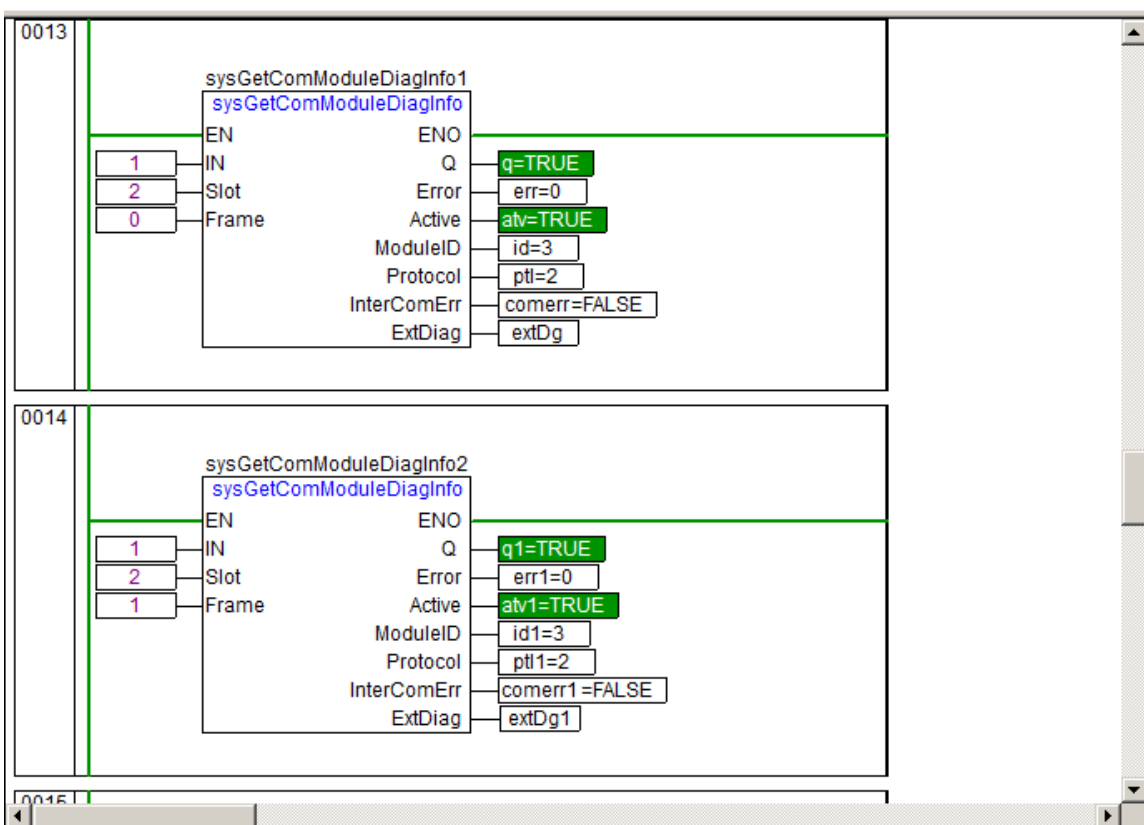 0013
sysGetComModuleDiagInfo1
sysGetComModuleDiagInfo
EN ENO
1 IN Q q=TRUE
2 Slot Error err=0
0 Frame Active atv=TRUE
ModuleID id=3
Protocol ptl=2
InterComErr comerr=FALSE
ExtDiag extDg
0014
sysGetComModuleDiagInfo2
sysGetComModuleDiagInfo
EN ENO
1 IN Q q1=TRUE
2 Slot Error err1=0
1 Frame Active atv1=TRUE
ModuleID id1=3
Protocol ptl1=2
InterComErr comerr1=FALSE
ExtDiag extDg1
0015